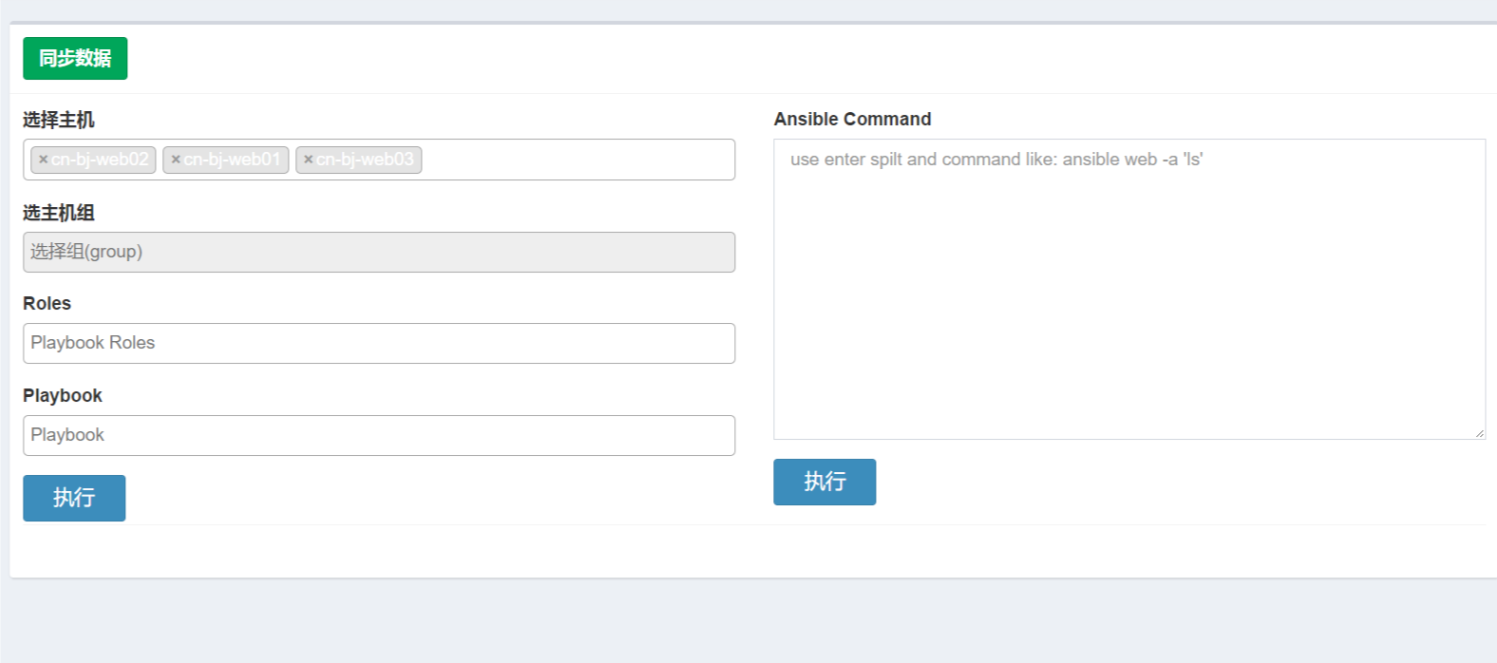 同步数据
选择主机
×cn-bj-web02 ×cn-bj-web01 ×cn-bj-web03
选主机组
选择组(group)
Roles
Playbook Roles
Playbook
Playbook
执行
Ansible Command
use enter spilt and command like: ansible web -a 'ls'
执行